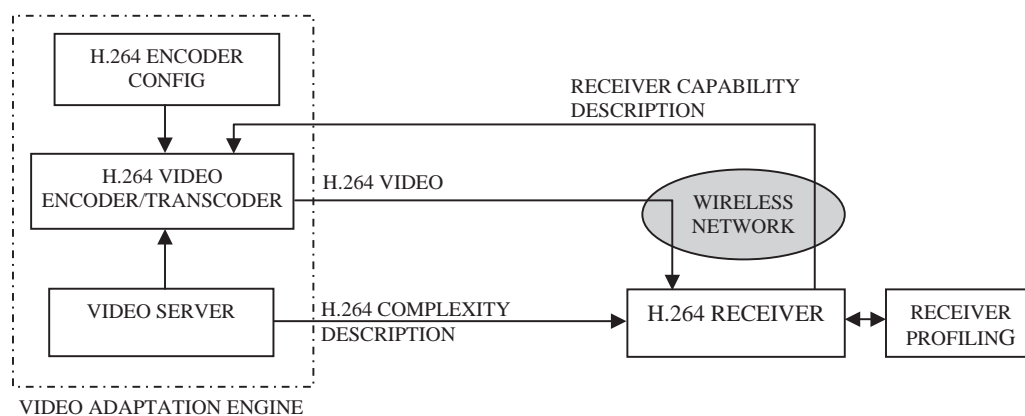 H.264 ENCODER
CONFIG
RECEIVER CAPABILITY
DESCRIPTION
H.264 VIDEO
ENCODER/TRANSCODER
H.264 VIDEO
WIRELESS
NETWORK
VIDEO SERVER
H.264 COMPLEXITY
DESCRIPTION
H.264 RECEIVER
RECEIVER
PROFILING
VIDEO ADAPTATION ENGINE